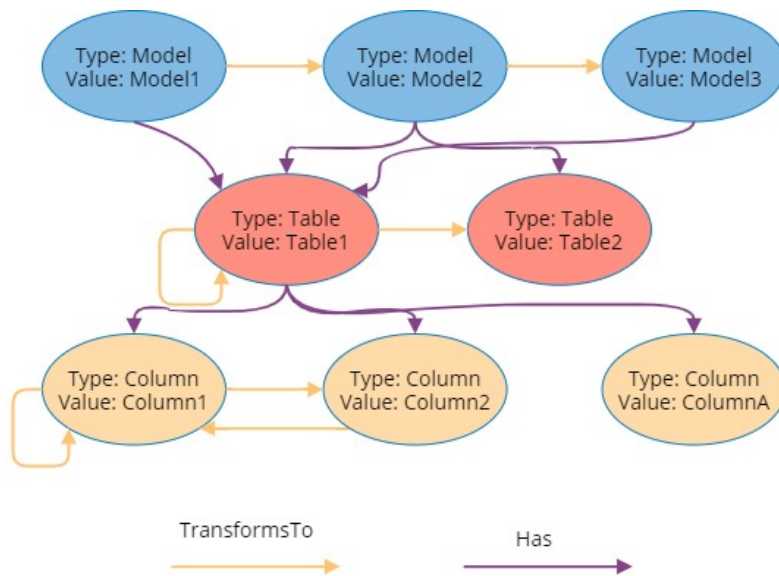 Type: Model
Value: Model1
Type: Model
Value: Model2
Type: Model
Value: Model3
Type: Table
Value: Table1
Type: Table
Value: Table2
Type: Column
Value: Column1
Type: Column
Value: Column2
Type: Column
Value: ColumnA
TransformsTo
Has